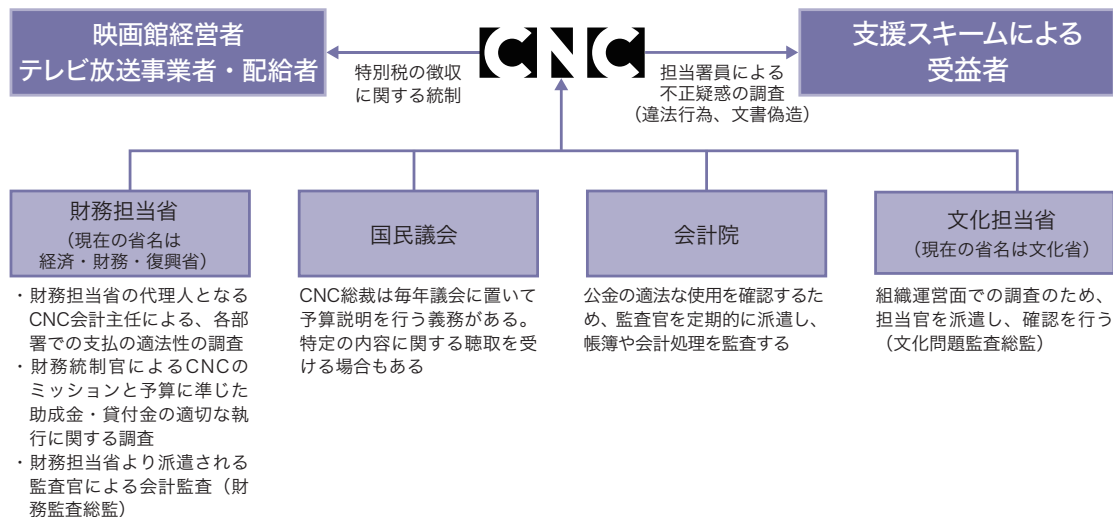 映画館経営者
テレビ放送事業者・配給者
特別税の徴収
に関する統制
CNC
担当署員による
不正疑惑の調査
（違法行為、文書偽造）
支援スキームによる
受益者
財務担当省
（現在の省名は
経済・財務・復興省）
・財務担当省の代理人となる
CNC会計主任による、各部
署での支払の適法性の調査
・財務統制官によるCNCの
ミッションと予算に準じた
助成金・貸付金の適切な執
行に関する調査
・財務担当省より派遣される
監査官による会計監査（財
務監査総監）
国民議会
CNC総裁は毎年議会に置いて
予算説明を行う義務がある。
特定の内容に関する聴取を受
ける場合もある
会計院
公金の適法な使用を確認するた
め、監査官を定期的に派遣し、
帳簿や会計処理を監査する
文化担当省
（現在の省名は文化省）
組織運営面での調査のため、
担当官を派遣し、確認を行う
（文化問題監査総監）